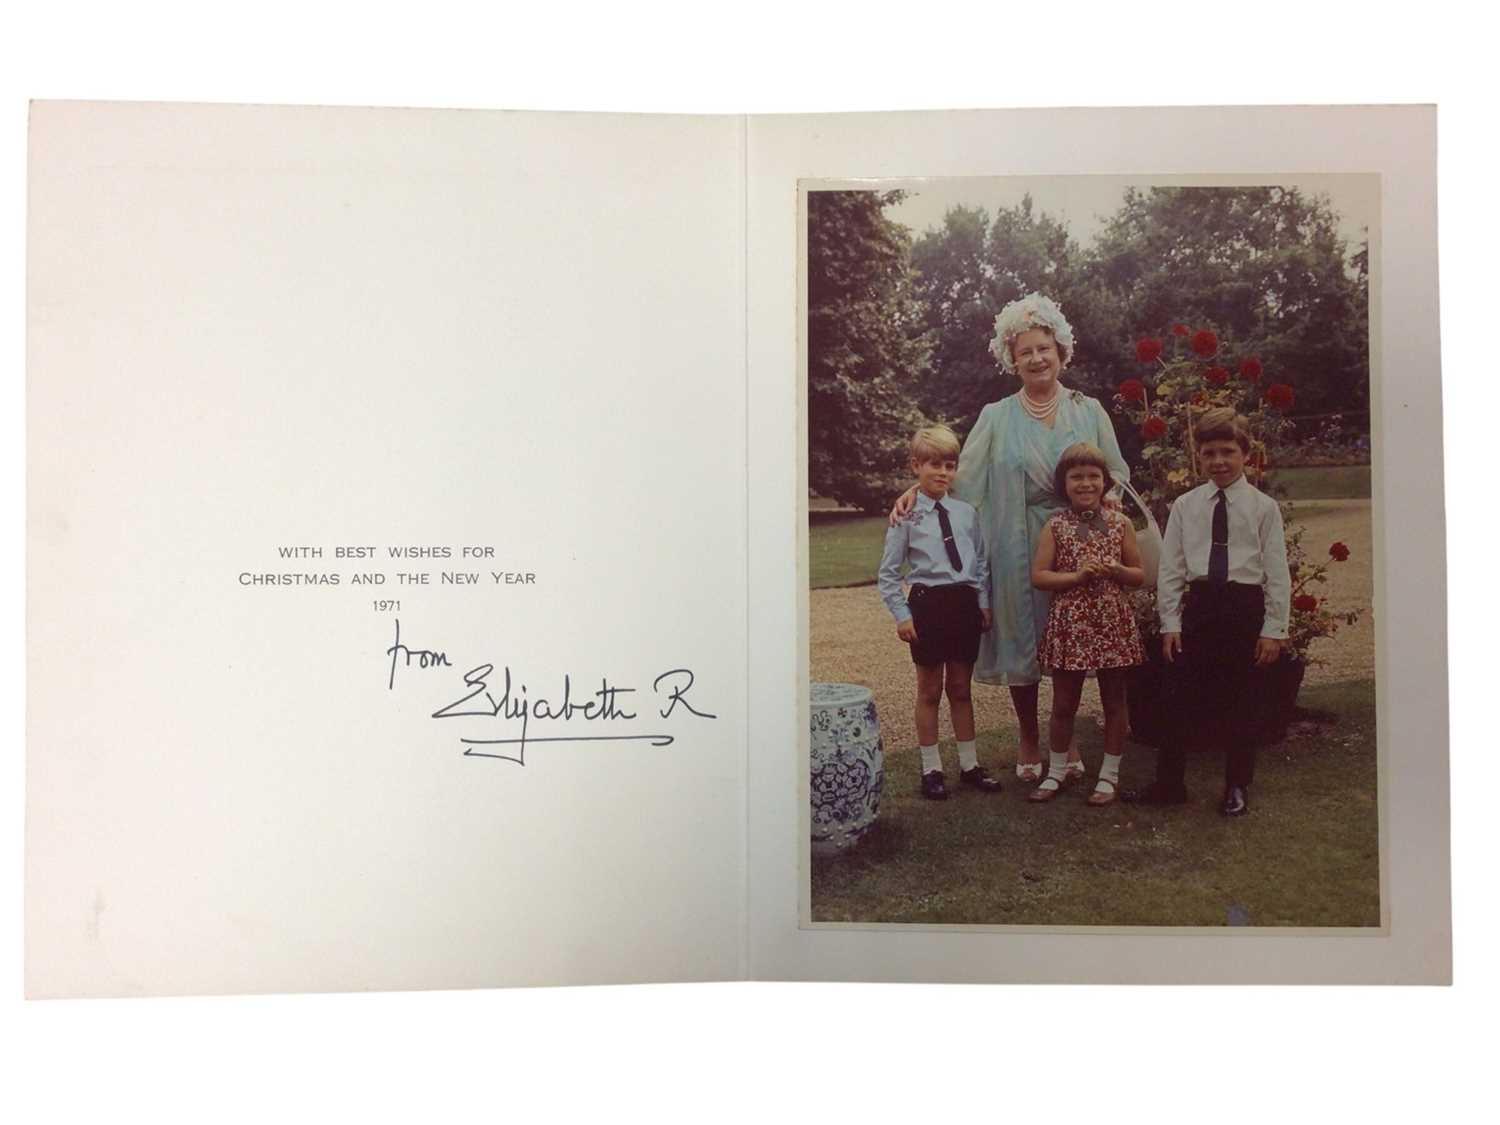 WITH BEST WISHES FOR
CHRISTMAS AND THE NEW YEAR
1971
from
Elizabeth R